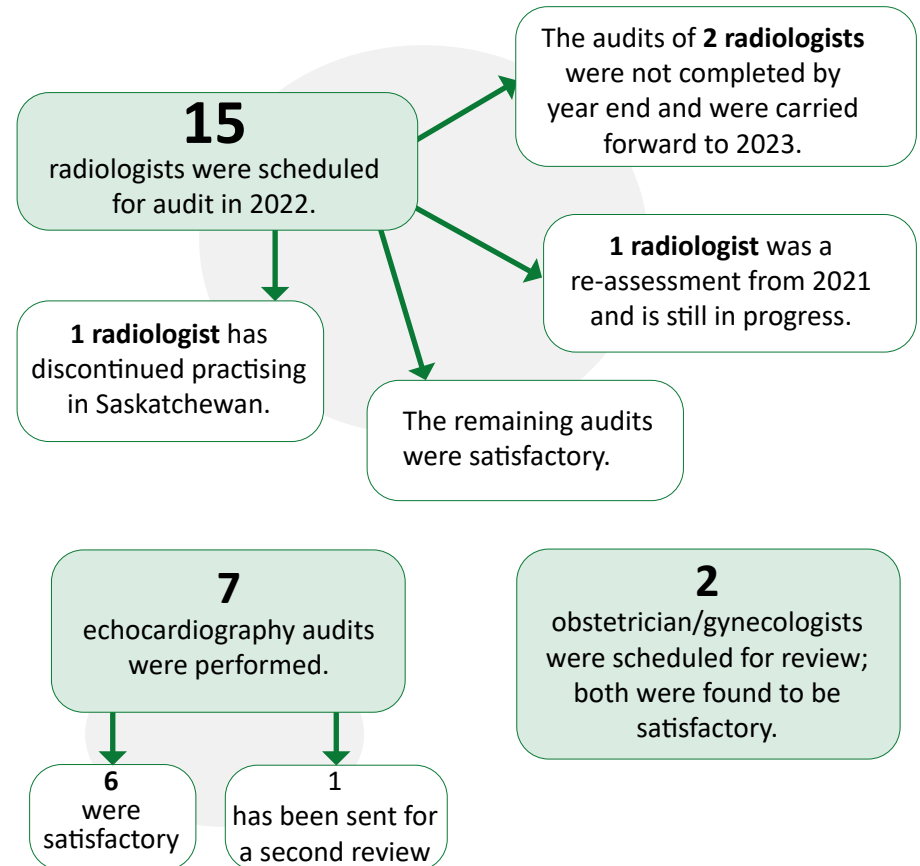 15
radiologists were scheduled
for audit in 2022.
The audits of 2 radiologists
were not completed by
year end and were carried
forward to 2023.
1 radiologist was a
re-assessment from 2021
and is still in progress.
1 radiologist has
discontinued practising
in Saskatchewan.
The remaining audits
were satisfactory.
7
echocardiography audits
were performed.
6
were
satisfactory
1
has been sent for
a second review
2
obstetrician/gynecologists
were scheduled for review;
both were found to be
satisfactory.